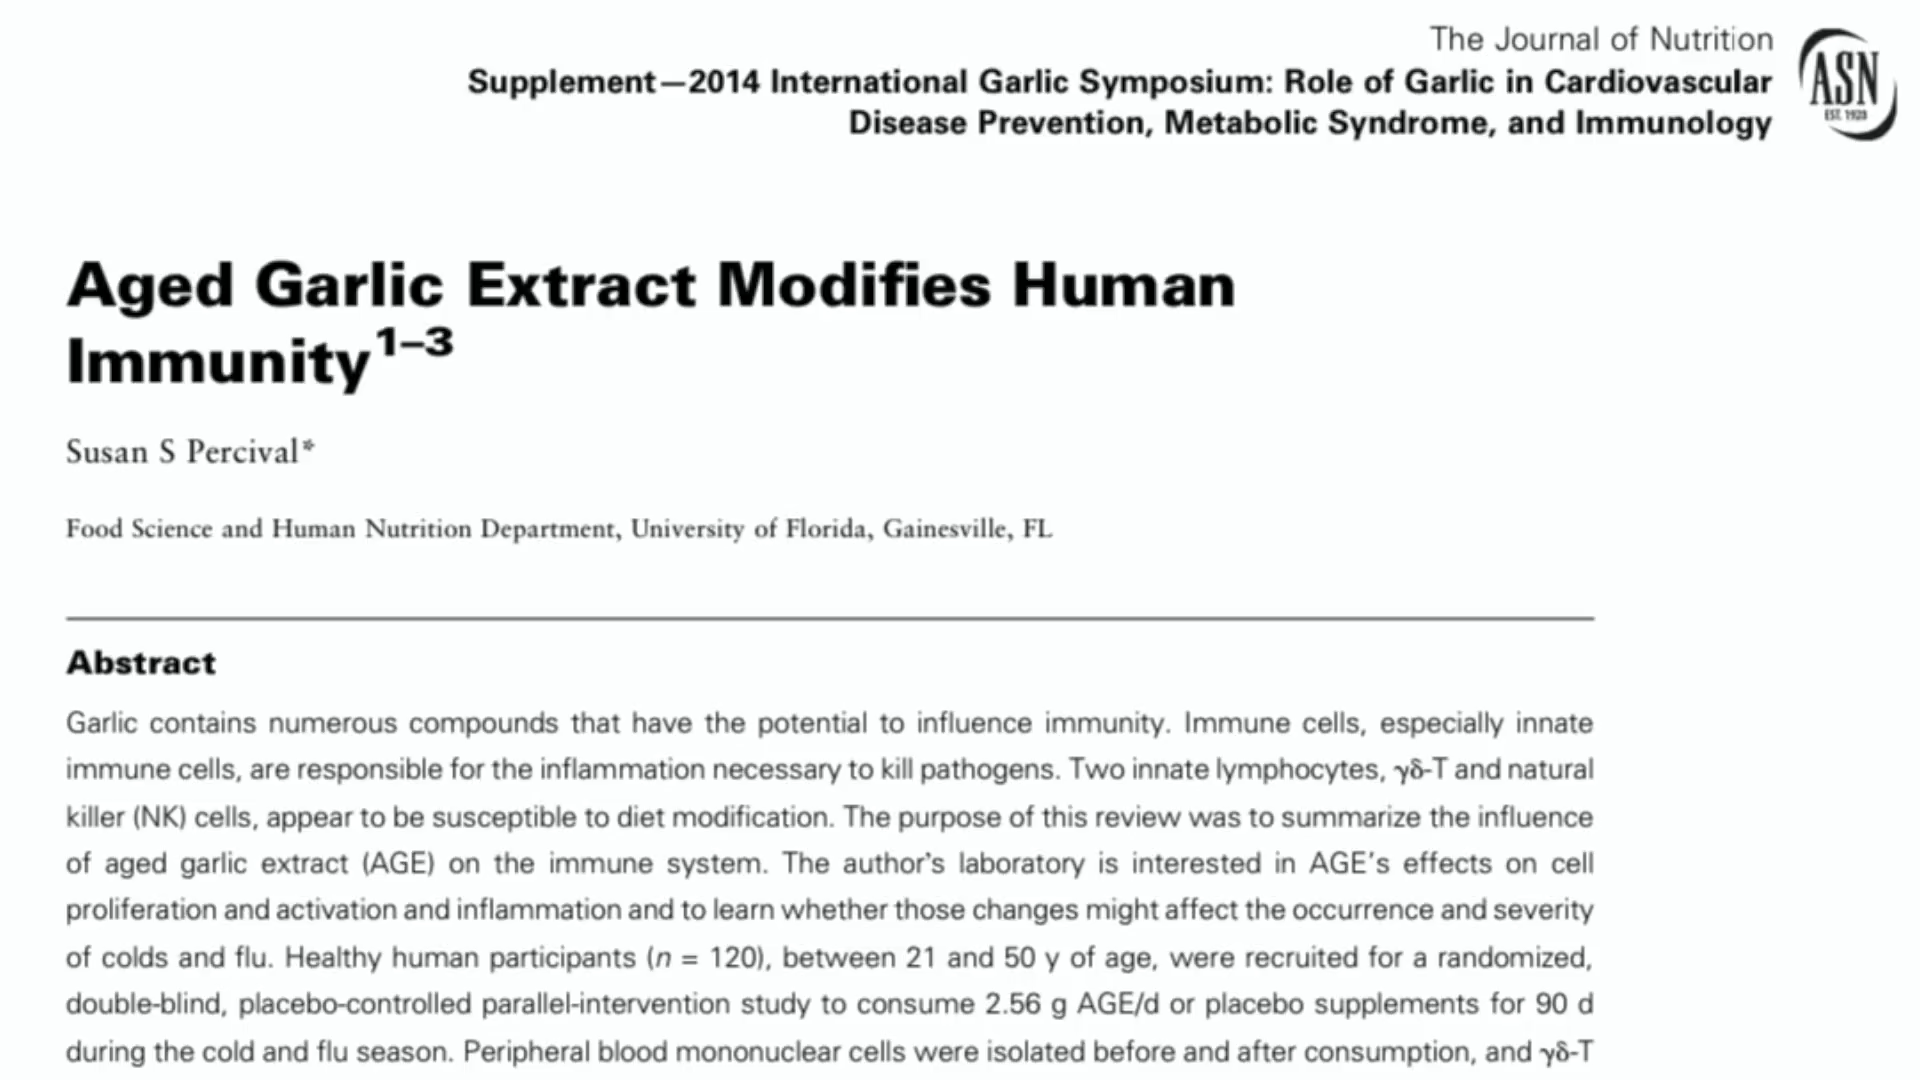 The Journal of Nutrition
Supplement—2014 International Garlic Symposium: Role of Garlic in Cardiovascular
Disease Prevention, Metabolic Syndrome, and Immunology
ASN
EST. 1928
Aged Garlic Extract Modifies Human
Immunity1–3
Susan S Percival*
Food Science and Human Nutrition Department, University of Florida, Gainesville, FL
Abstract
Garlic contains numerous compounds that have the potential to influence immunity. Immune cells, especially innate
immune cells, are responsible for the inflammation necessary to kill pathogens. Two innate lymphocytes, γδ-T and natural
killer (NK) cells, appear to be susceptible to diet modification. The purpose of this review was to summarize the influence
of aged garlic extract (AGE) on the immune system. The author's laboratory is interested in AGE's effects on cell
proliferation and activation and inflammation and to learn whether those changes might affect the occurrence and severity
of colds and flu. Healthy human participants (n = 120), between 21 and 50 y of age, were recruited for a randomized,
double-blind, placebo-controlled parallel-intervention study to consume 2.56 g AGE/d or placebo supplements for 90 d
during the cold and flu season. Peripheral blood mononuclear cells were isolated before and after consumption, and γδ-T